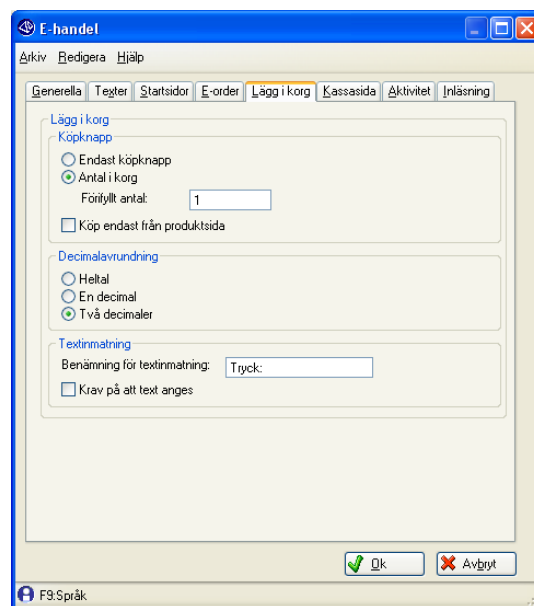 E-handel
Arkiv Redigera Hjälp
Generella Texter Startsidor E-order Lägg i korg Kassasida Aktivitet Inläsning
Lägg i korg
Köpknapp
Endast köpknapp
Antal i korg
Förifyllt antal: 1
Köp endast från produktsida
Decimalavrundning
Heltal
En decimal
Två decimaler
Textinmatning
Benämning för textinmatning: Tryck:
Krav på att text anges
Ok Avbryt
F9:Språk